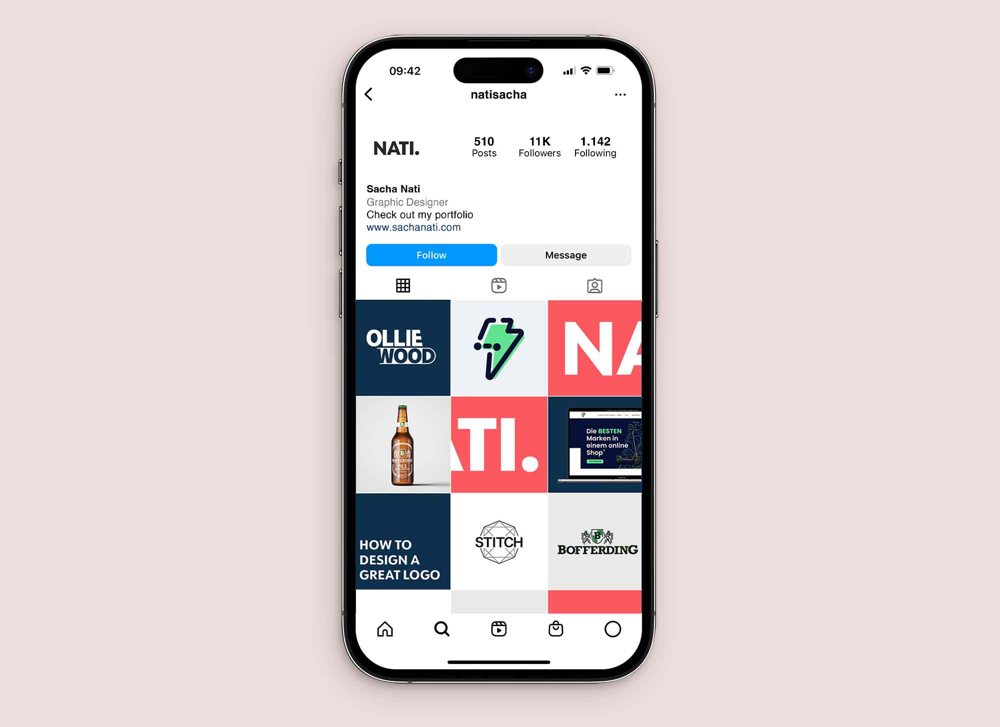 09:42
natisacha
NATI.
510
Posts
11K
Followers
1.142
Following
Sacha Nati
Graphic Designer
Check out my portfolio
www.sachanati.com
Follow
Message
OLLIE
WOOD
NA
B
BOFFERDING
PILS
ATI.
Die BESTEN
Marken in
einem online
Shop
HOW TO
DESIGN A
GREAT LOGO
STITCH
B
BOFFERDING